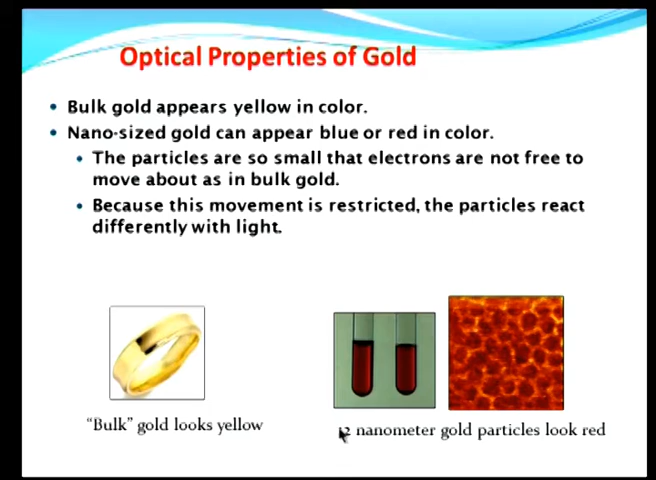 Optical Properties of Gold
• Bulk gold appears yellow in color.
• Nano-sized gold can appear blue or red in color.
• The particles are so small that electrons are not free to
move about as in bulk gold.
• Because this movement is restricted, the particles react
differently with light.
“Bulk” gold looks yellow
12 nanometer gold particles look red